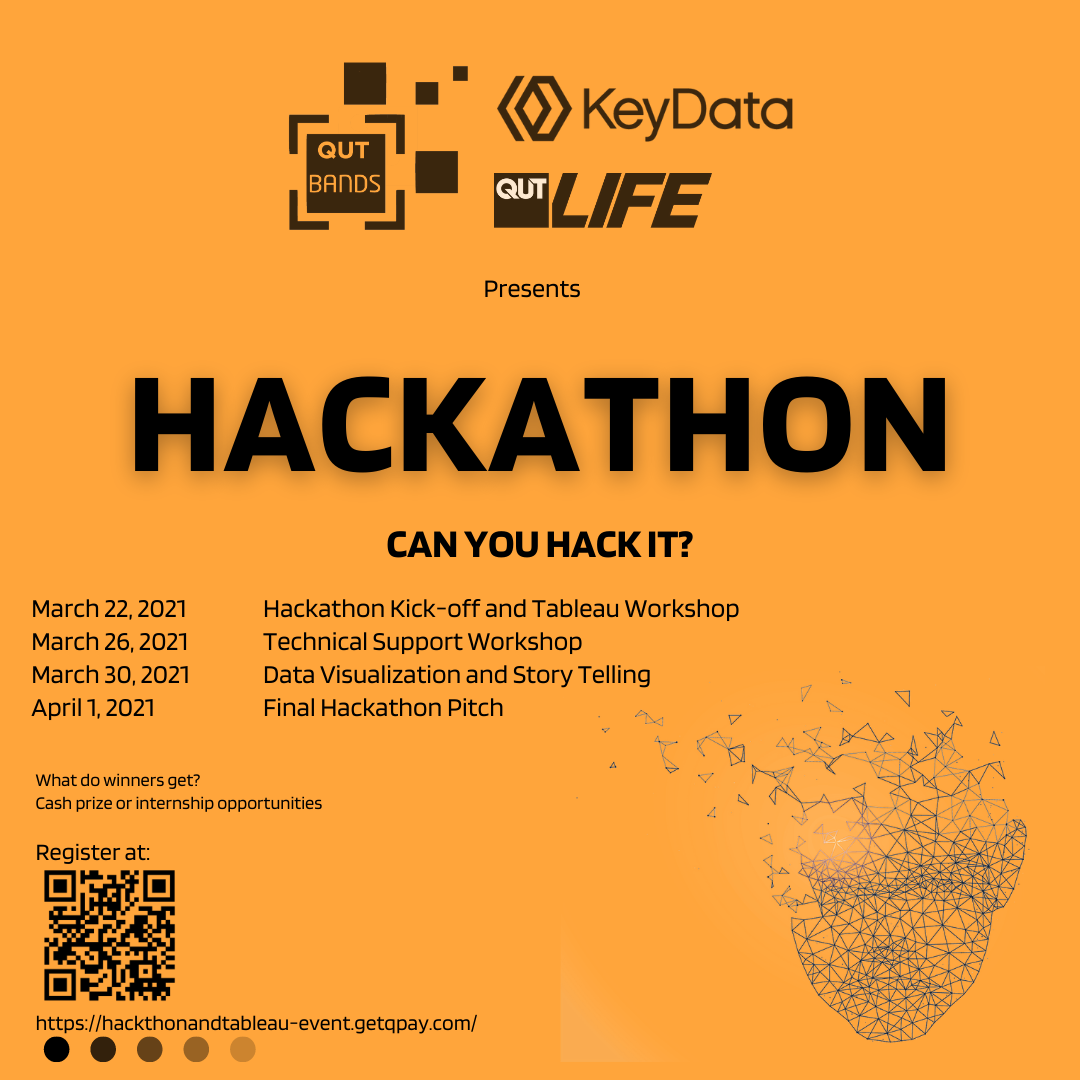 QUT
BANDS
KeyData
QUT LIFE
Presents
HACKATHON
CAN YOU HACK IT?
March 22, 2021 Hackathon Kick-off and Tableau Workshop
March 26, 2021 Technical Support Workshop
March 30, 2021 Data Visualization and Story Telling
April 1, 2021 Final Hackathon Pitch
What do winners get?
Cash prize or internship opportunities
Register at:
https://hackthonandtableau-event.getqpay.com/